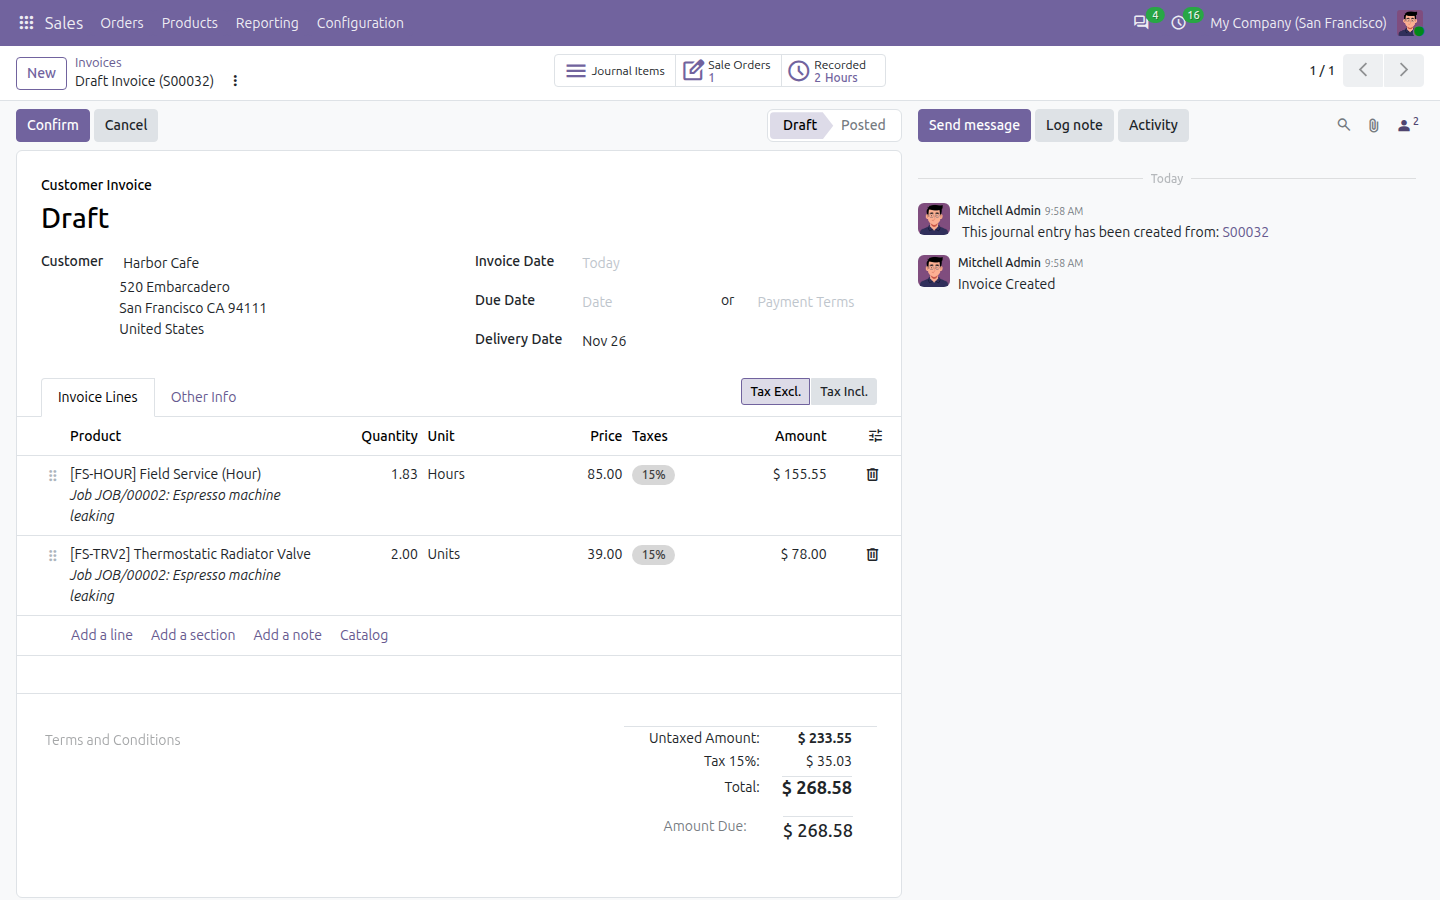 Sales Orders Products Reporting Configuration 4 16 My Company (San Francisco)
New Invoices
Draft Invoice (S00032)
Journal Items
Sale Orders
1
Recorded
2 Hours
1 / 1
Confirm Cancel Draft Posted
Customer Invoice
Draft
Customer Harbor Cafe
520 Embarcadero
San Francisco CA 94111
United States
Invoice Date Today
Due Date Date or Payment Terms
Delivery Date Nov 26
Invoice Lines Other Info Tax Excl. Tax Incl.
Product Quantity Unit Price Taxes Amount
[FS-HOUR] Field Service (Hour) 1.83 Hours 85.00 15% $ 155.55
Job JOB/00002: Espresso machine
leaking
[FS-TRV2] Thermostatic Radiator Valve 2.00 Units 39.00 15% $ 78.00
Job JOB/00002: Espresso machine
leaking
Add a line Add a section Add a note Catalog
Terms and Conditions
Untaxed Amount: $ 233.55
Tax 15%: $ 35.03
Total: $ 268.58
Amount Due: $ 268.58
Send message Log note Activity 2
Today
Mitchell Admin 9:58 AM
This journal entry has been created from: S00032
Mitchell Admin 9:58 AM
Invoice Created